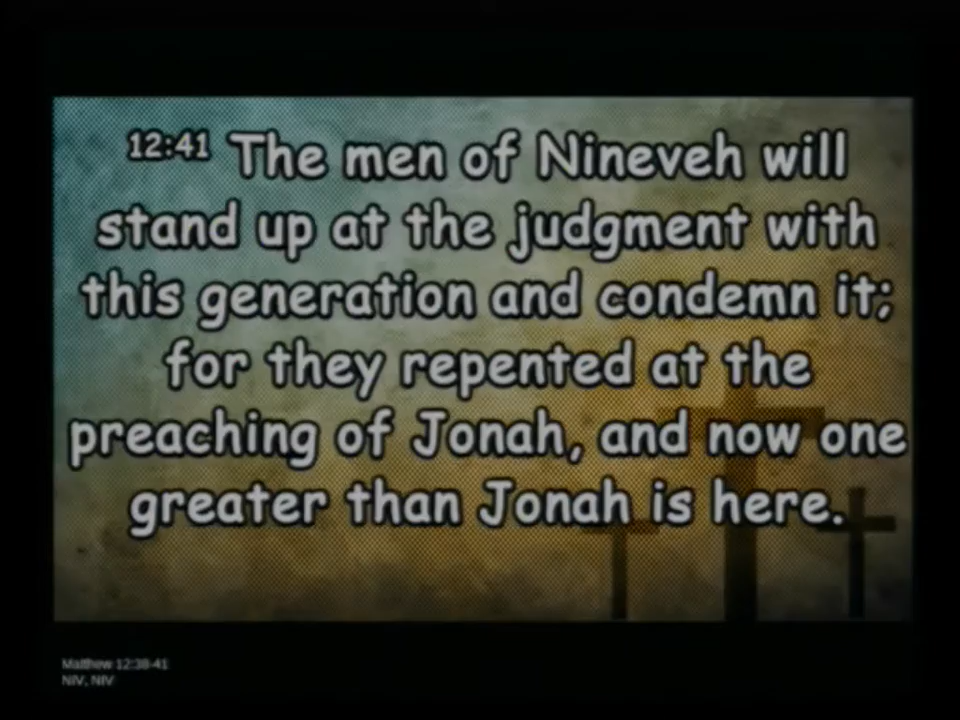 12:41 The men of Nineveh will
stand up at the judgment with
this generation and condemn it;
for they repented at the
preaching of Jonah, and now one
greater than Jonah is here.
Matthew 12:38-41
NIV, NIV